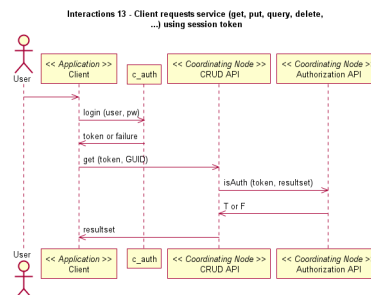 Interactions 13 - Client requests service (get, put, query, delete,
...) using session token
User
<< Application >>
Client
c_auth
<< Coordinating Node >>
CRUD API
<< Coordinating Node >>
Authorization API
login (user, pw)
token or failure
get (token, GUID)
isAuth (token, resultset)
T or F
resultset
User
<< Application >>
Client
c_auth
<< Coordinating Node >>
CRUD API
<< Coordinating Node >>
Authorization API